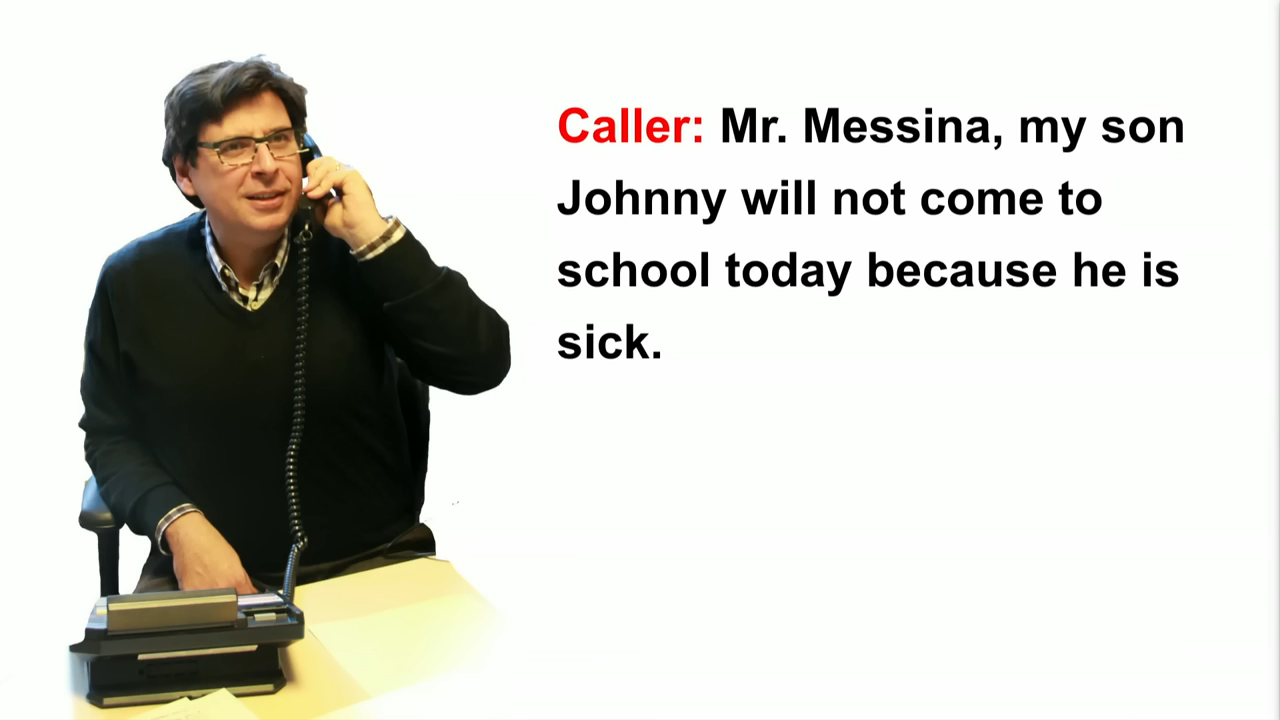 Caller: Mr. Messina, my son
Johnny will not come to
school today because he is
sick.